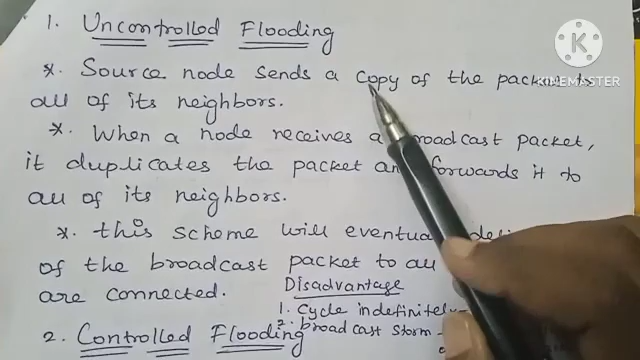 1. Uncontrolled Flooding
KINEMASTER
*. Source node sends a copy of the packet to
all of its neighbors.
*. When a node receives a broadcast packet,
it duplicates the packet and forwards it to
all of its neighbors.
*. this scheme will eventual
of the broadcast packet to all
are connected.
Disadvantage
1. Cycle indefinitely
2. broadcast storm -
2. Controlled Flooding